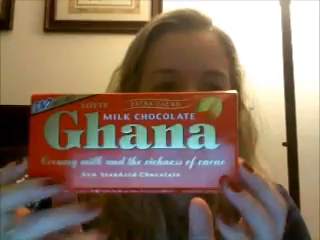 LOTTE EXTRA CACAO
MILK CHOCOLATE
Ghana
Creamy milk and the richness of cacao
New Standard Chocolate